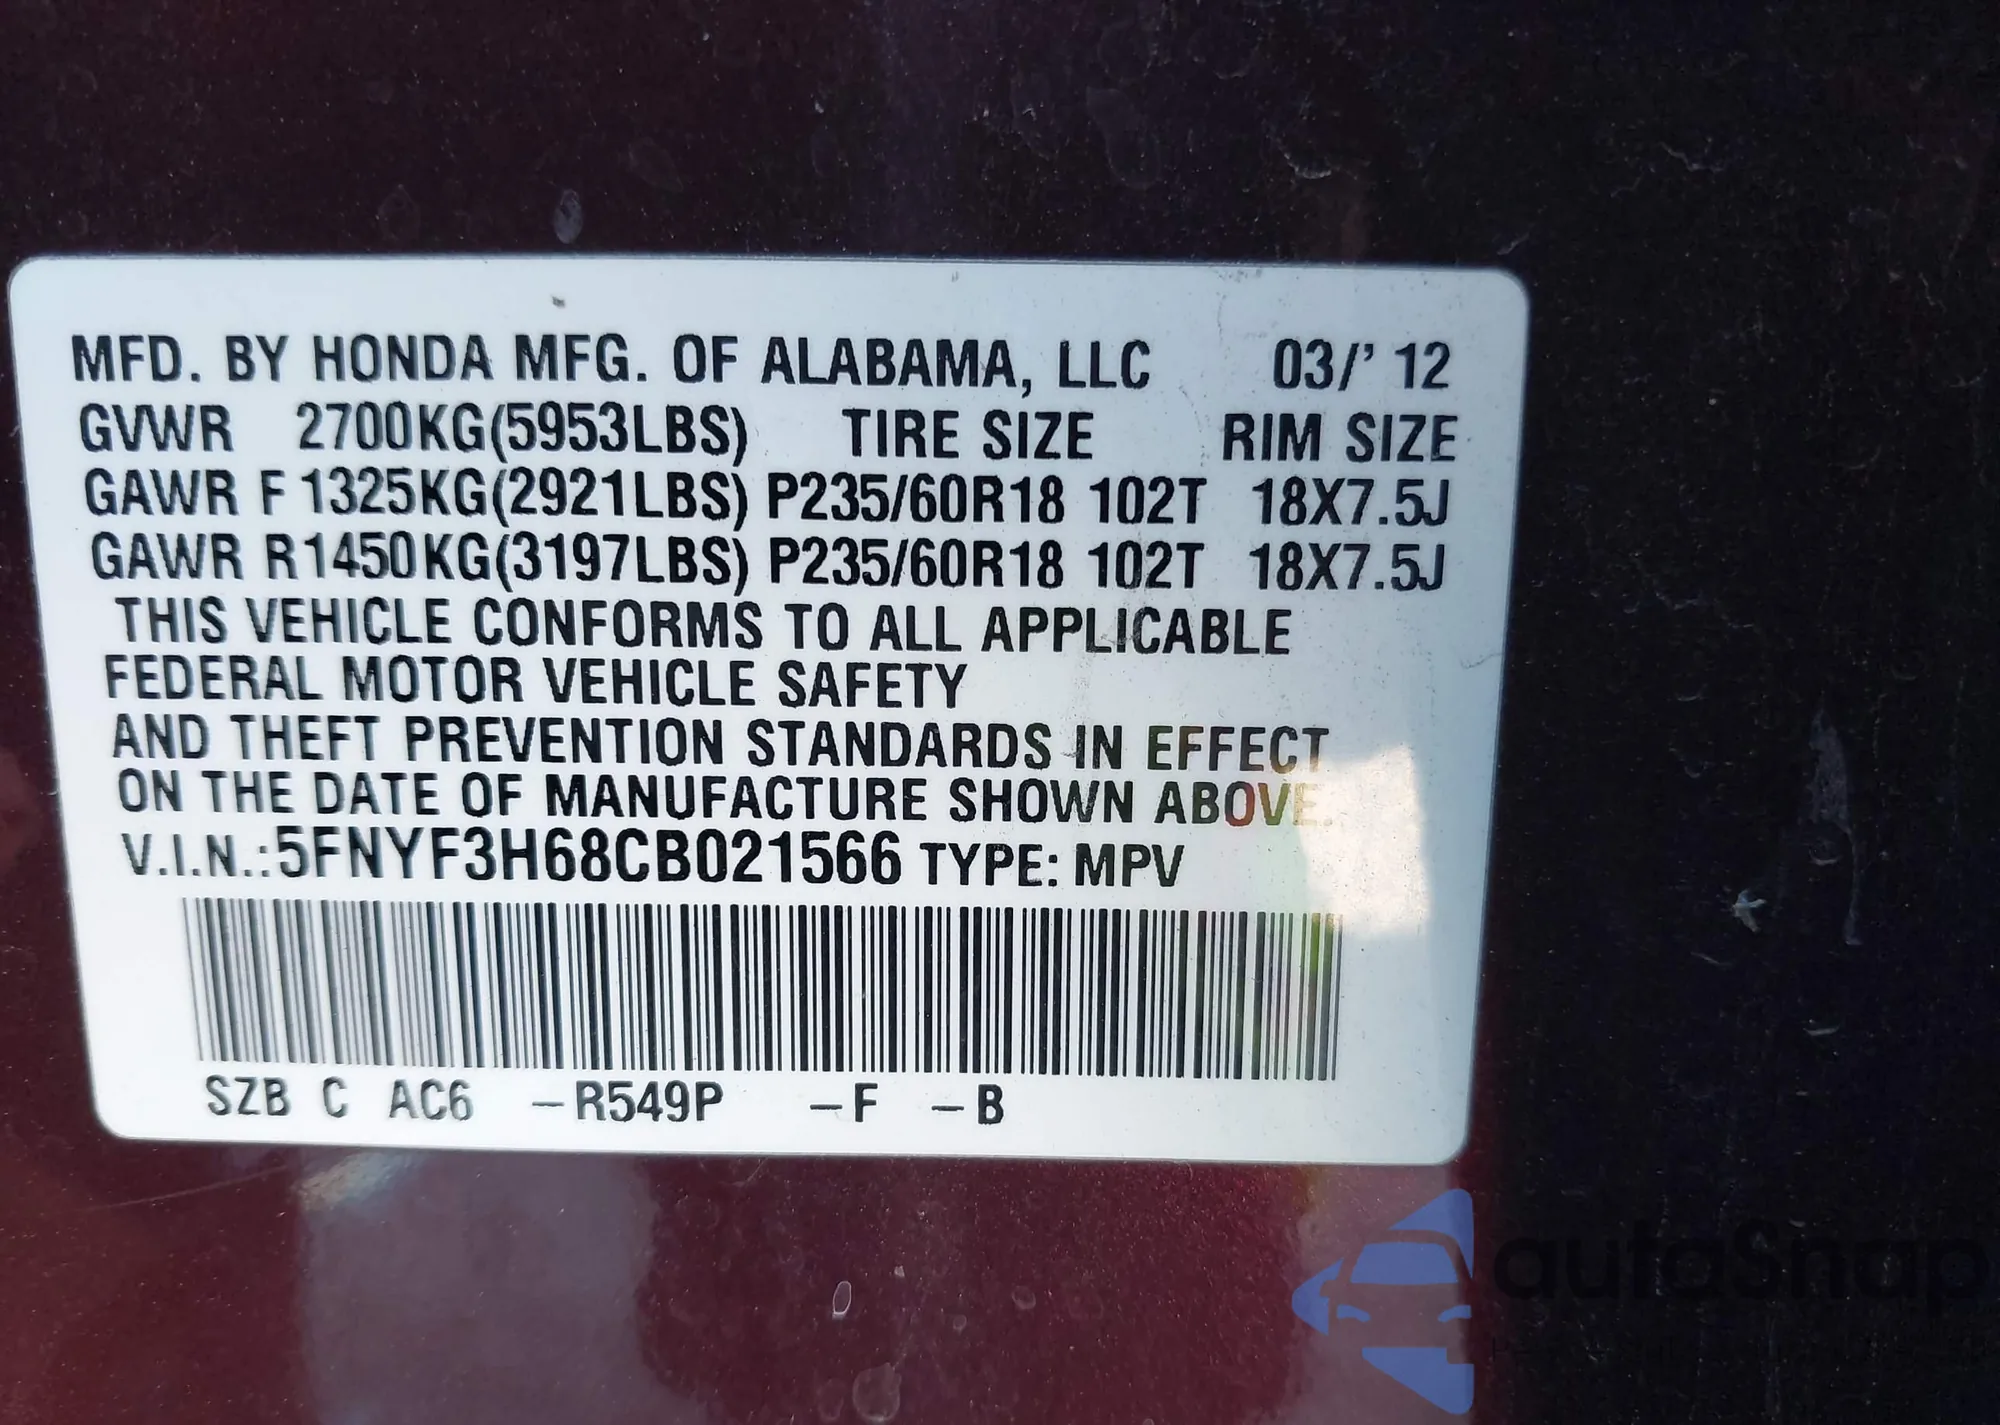 MFD. BY HONDA MFG. OF ALABAMA, LLC 03/'12
GVWR 2700KG(5953LBS) TIRE SIZE RIM SIZE
GAWR F 1325KG(2921LBS) P235/60R18 102T 18X7.5J
GAWR R1450KG(3197LBS) P235/60R18 102T 18X7.5J
THIS VEHICLE CONFORMS TO ALL APPLICABLE
FEDERAL MOTOR VEHICLE SAFETY
AND THEFT PREVENTION STANDARDS IN EFFECT
ON THE DATE OF MANUFACTURE SHOWN ABOVE.
V.I.N.:5FNYF3H68CB021566 TYPE: MPV
SZB C AC6 –R549P –F –B
autoSnap